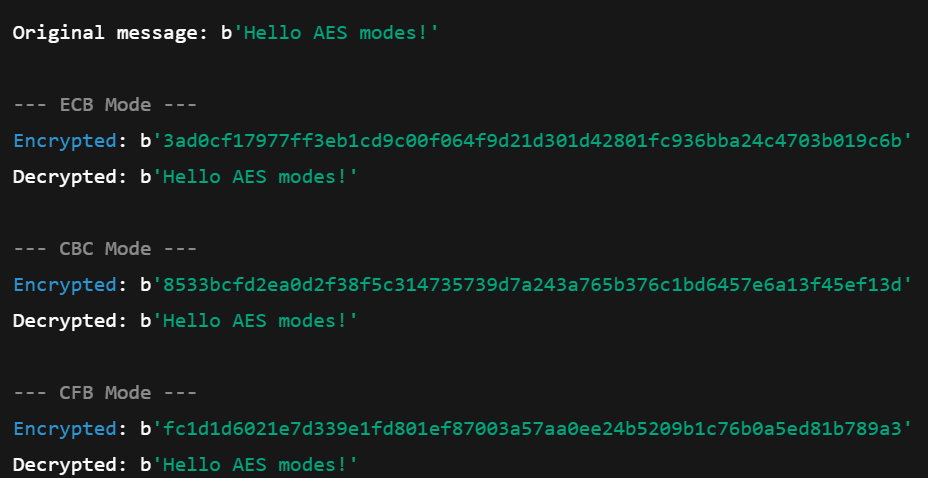 Original message: b'Hello AES modes!'
--- ECB Mode ---
Encrypted: b'3ad0cf17977ff3eb1cd9c00f064f9d21d301d42801fc936bba24c4703b019c6b'
Decrypted: b'Hello AES modes!'
--- CBC Mode ---
Encrypted: b'8533bcfd2ea0d2f38f5c314735739d7a243a765b376c1bd6457e6a13f45ef13d'
Decrypted: b'Hello AES modes!'
--- CFB Mode ---
Encrypted: b'fc1d1d6021e7d339e1fd801ef87003a57aa0ee24b5209b1c76b0a5ed81b789a3'
Decrypted: b'Hello AES modes!'